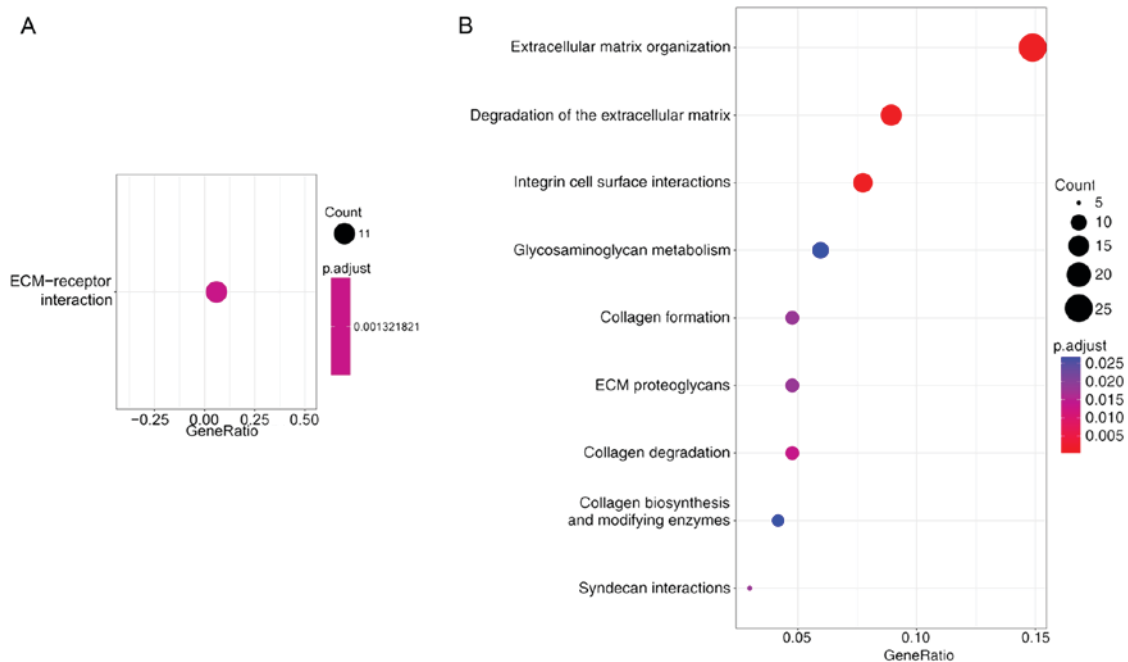 A
ECM−receptor
interaction
−0.25
0.00
0.25
0.50
GeneRatio
Count
11
p.adjust
0.001321821
B
Extracellular matrix organization
Degradation of the extracellular matrix
Integrin cell surface interactions
Glycosaminoglycan metabolism
Collagen formation
ECM proteoglycans
Collagen degradation
Collagen biosynthesis
and modifying enzymes
Syndecan interactions
0.05
0.10
0.15
GeneRatio
Count
5
10
15
20
25
p.adjust
0.025
0.020
0.015
0.010
0.005